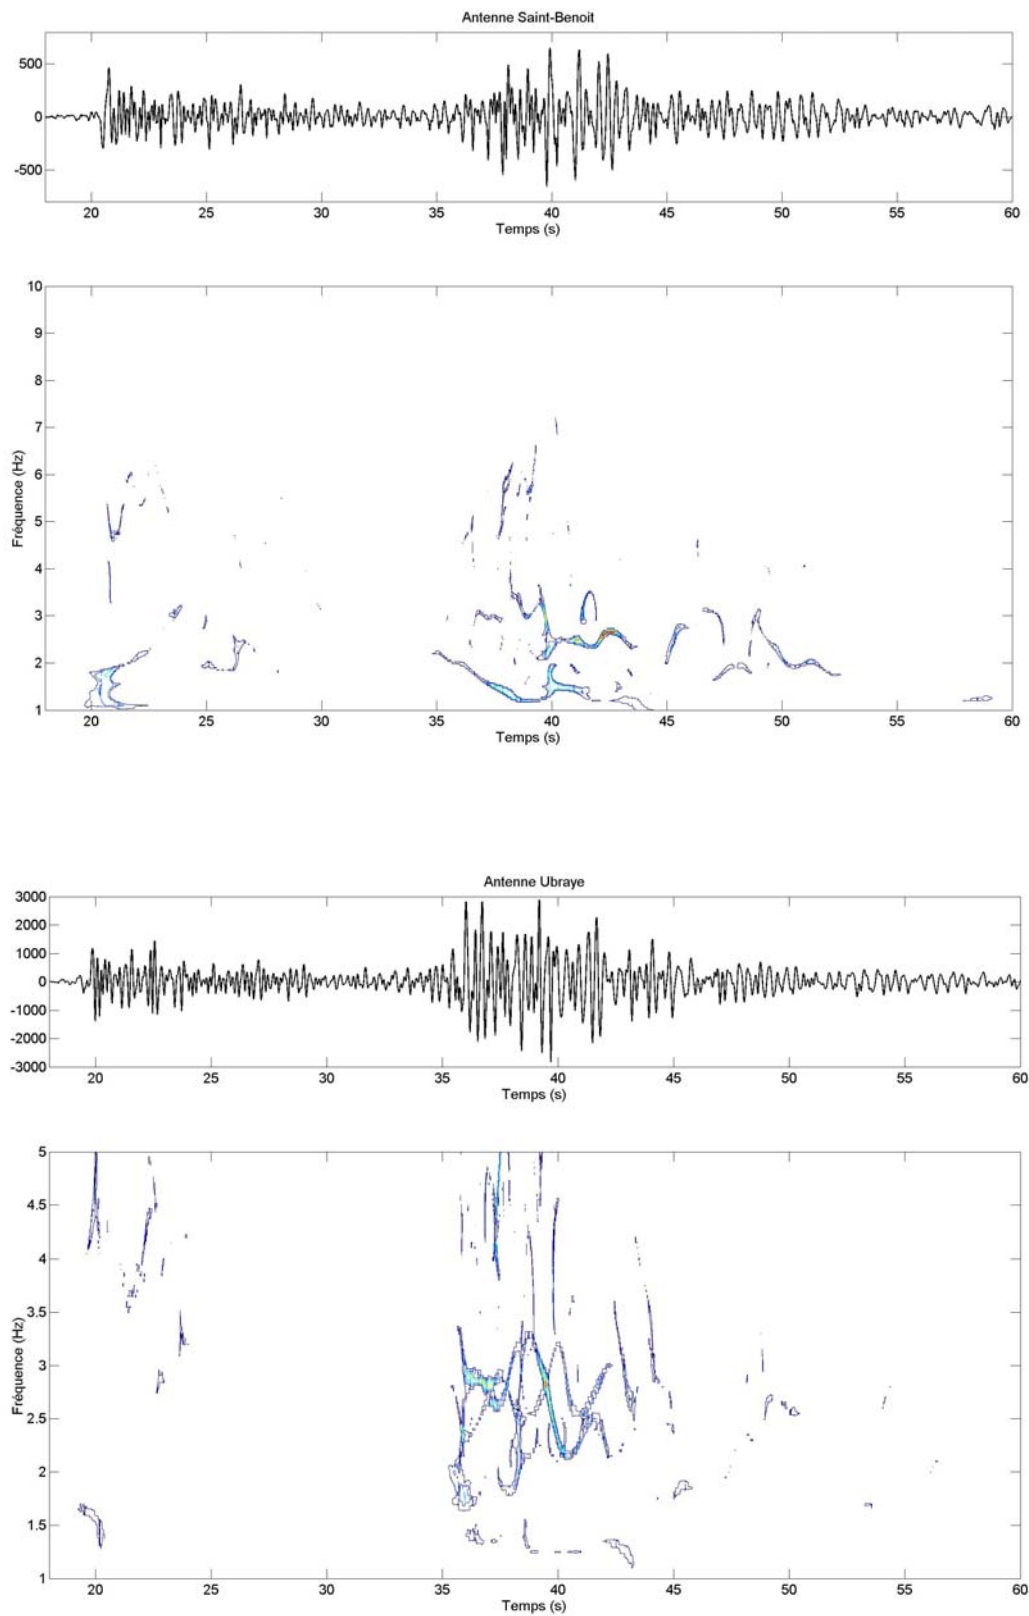 Antenne Saint-Benoit
500
0
-500
20 25 30 35 40 45 50 55 60
Temps (s)
10
9
8
7
6
5
4
3
2
1
Fréquence (Hz)
20 25 30 35 40 45 50 55 60
Temps (s)
Antenne Ubraye
3000
2000
1000
0
-1000
-2000
-3000
20 25 30 35 40 45 50 55 60
Temps (s)
5
4.5
4
3.5
3
2.5
2
1.5
1
Fréquence (Hz)
20 25 30 35 40 45 50 55 60
Temps (s)